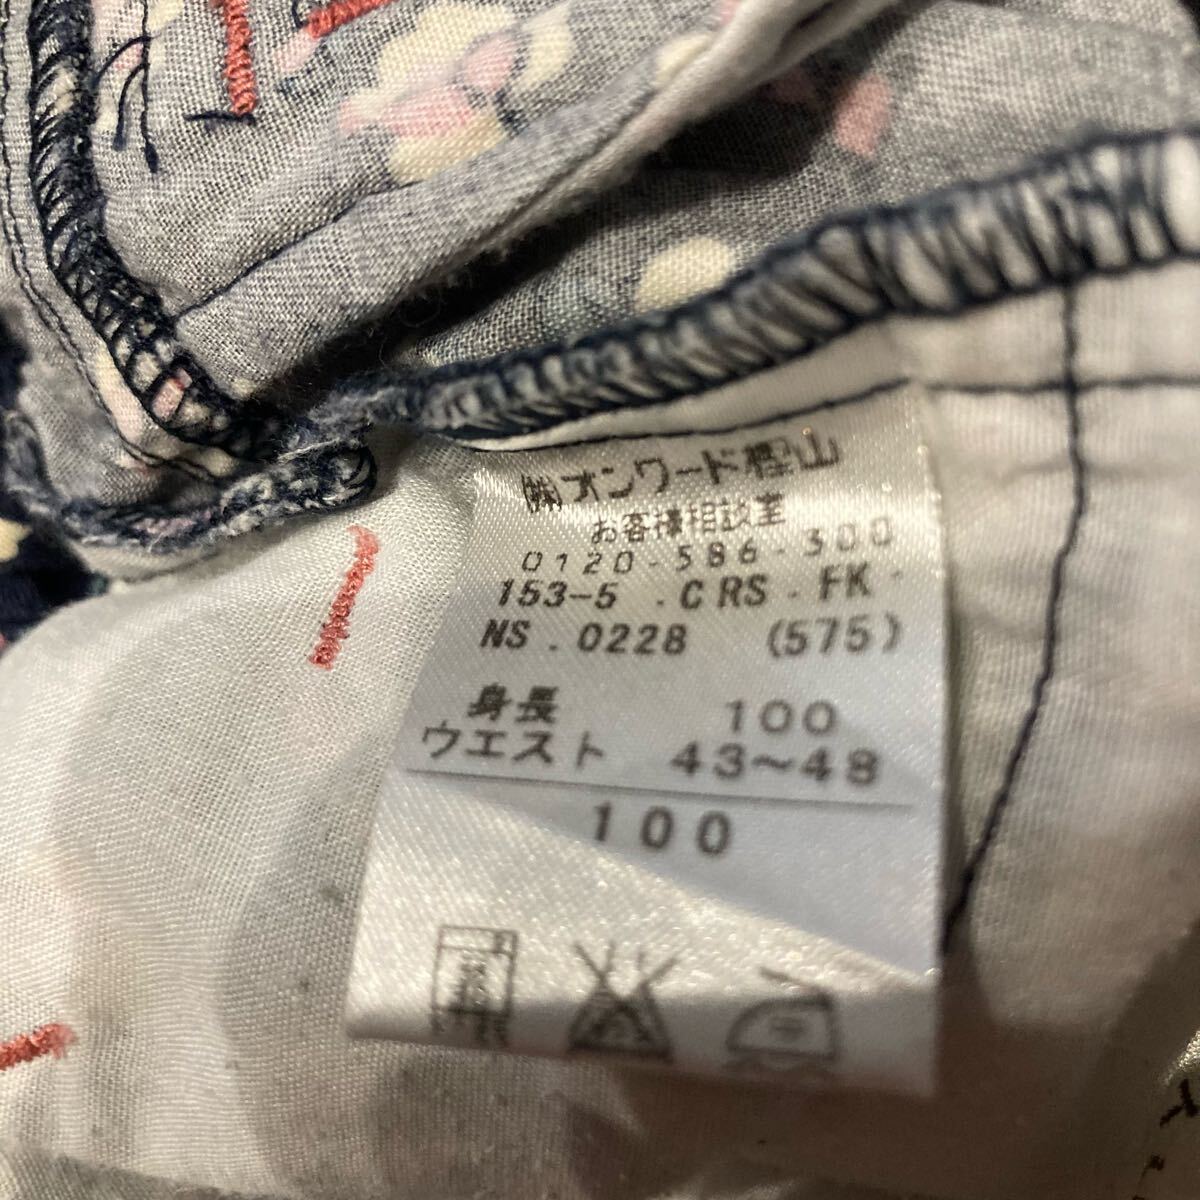 ㈱オンワード樫山
お客様相談室
0120-586-300
153-5 .CRS. FK-
NS.0228 (575)
身長 100
ウエスト 43〜48
100